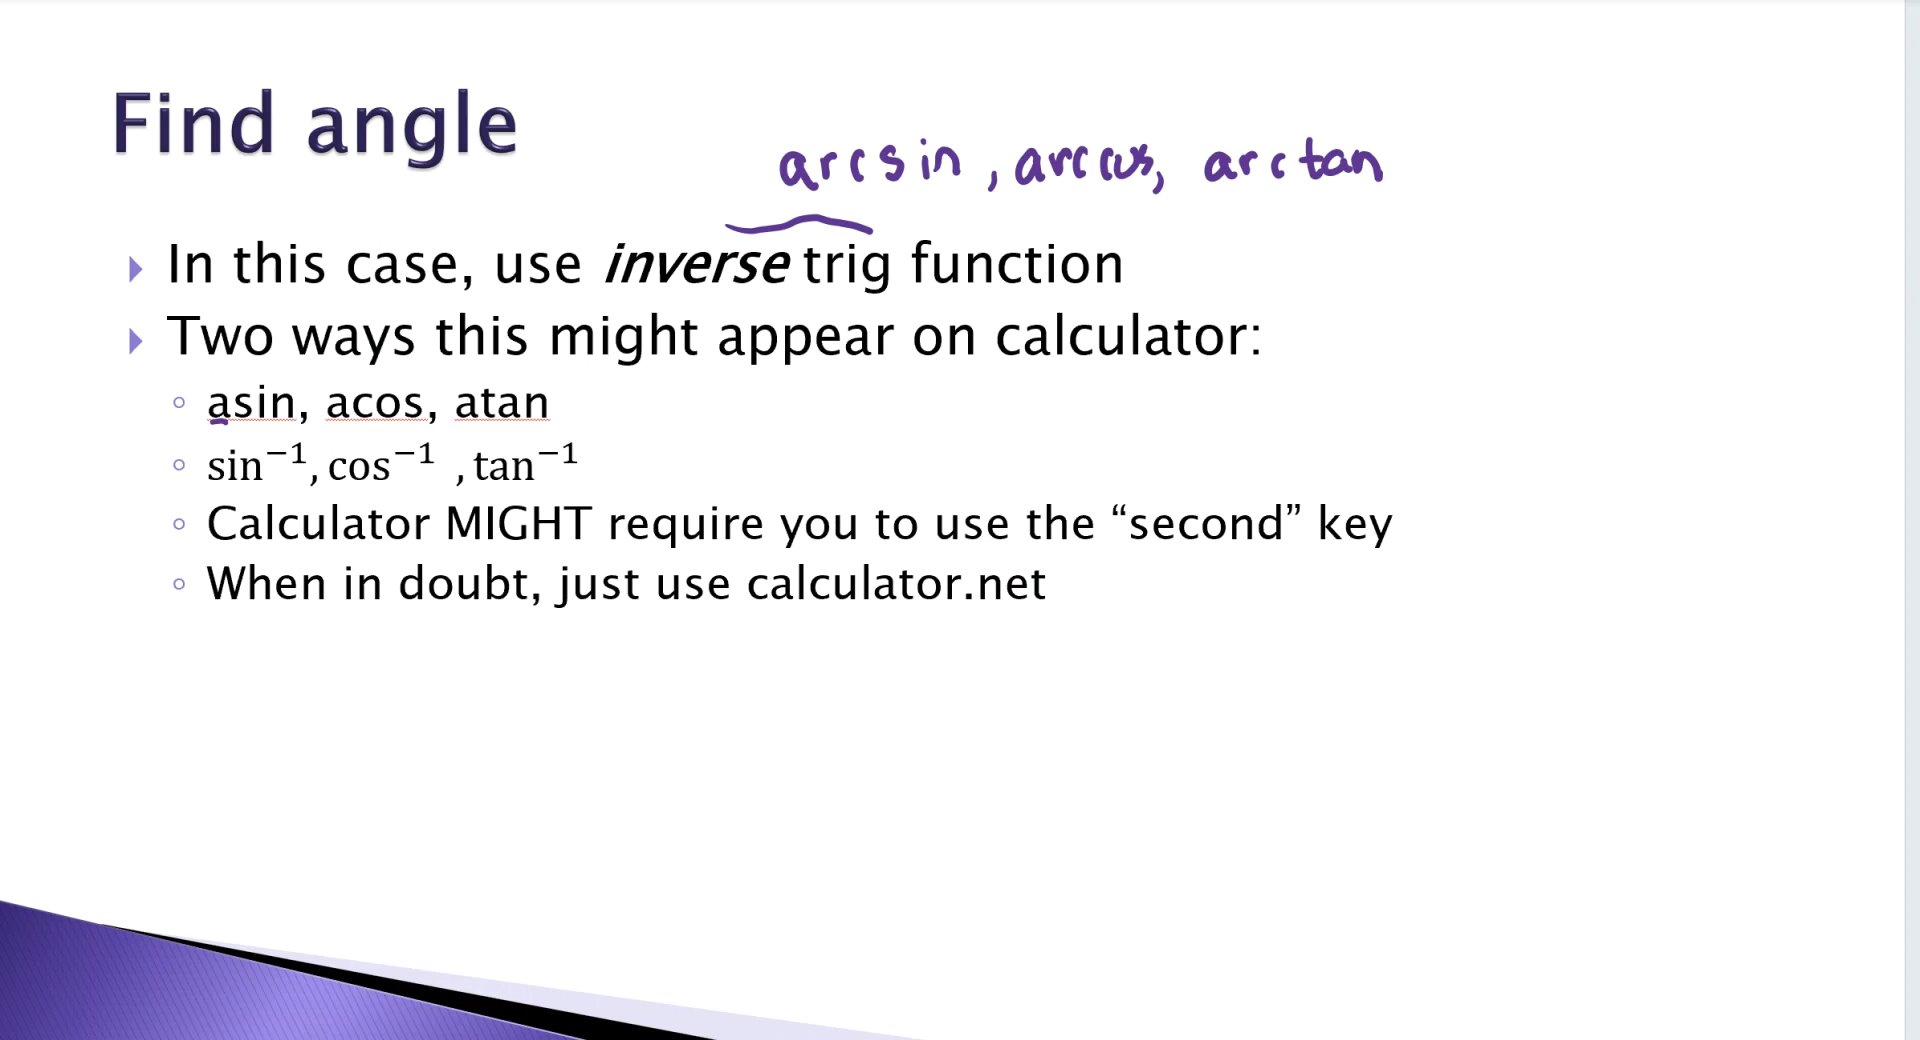 Find angle
arcsin, arccos, arctan
In this case, use inverse trig function
Two ways this might appear on calculator:
asin, acos, atan
sin⁻¹, cos⁻¹ , tan⁻¹
Calculator MIGHT require you to use the “second” key
When in doubt, just use calculator.net